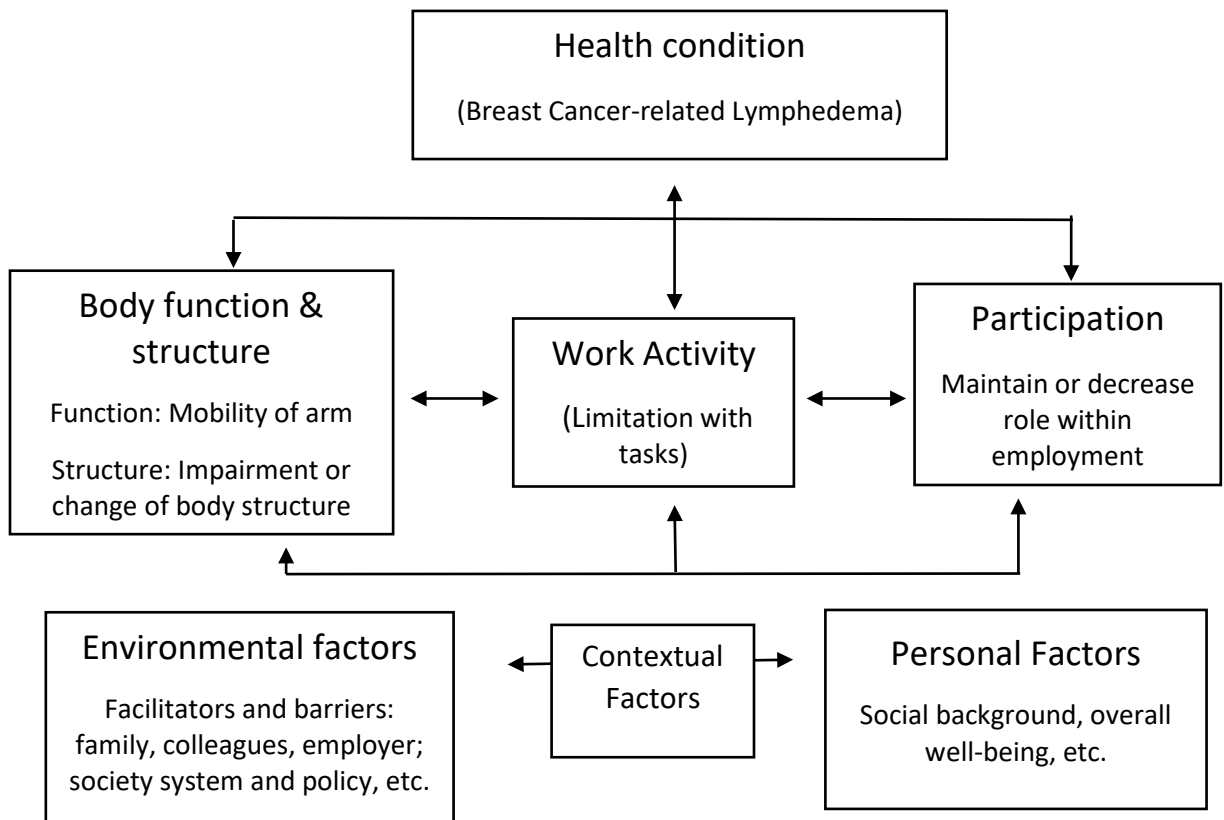 Health condition
(Breast Cancer-related Lymphedema)
Body function &
structure
Function: Mobility of arm
Structure: Impairment or
change of body structure
Work Activity
(Limitation with
tasks)
Participation
Maintain or decrease
role within
employment
Environmental factors
Facilitators and barriers:
family, colleagues, employer;
society system and policy, etc.
Contextual
Factors
Personal Factors
Social background, overall
well-being, etc.